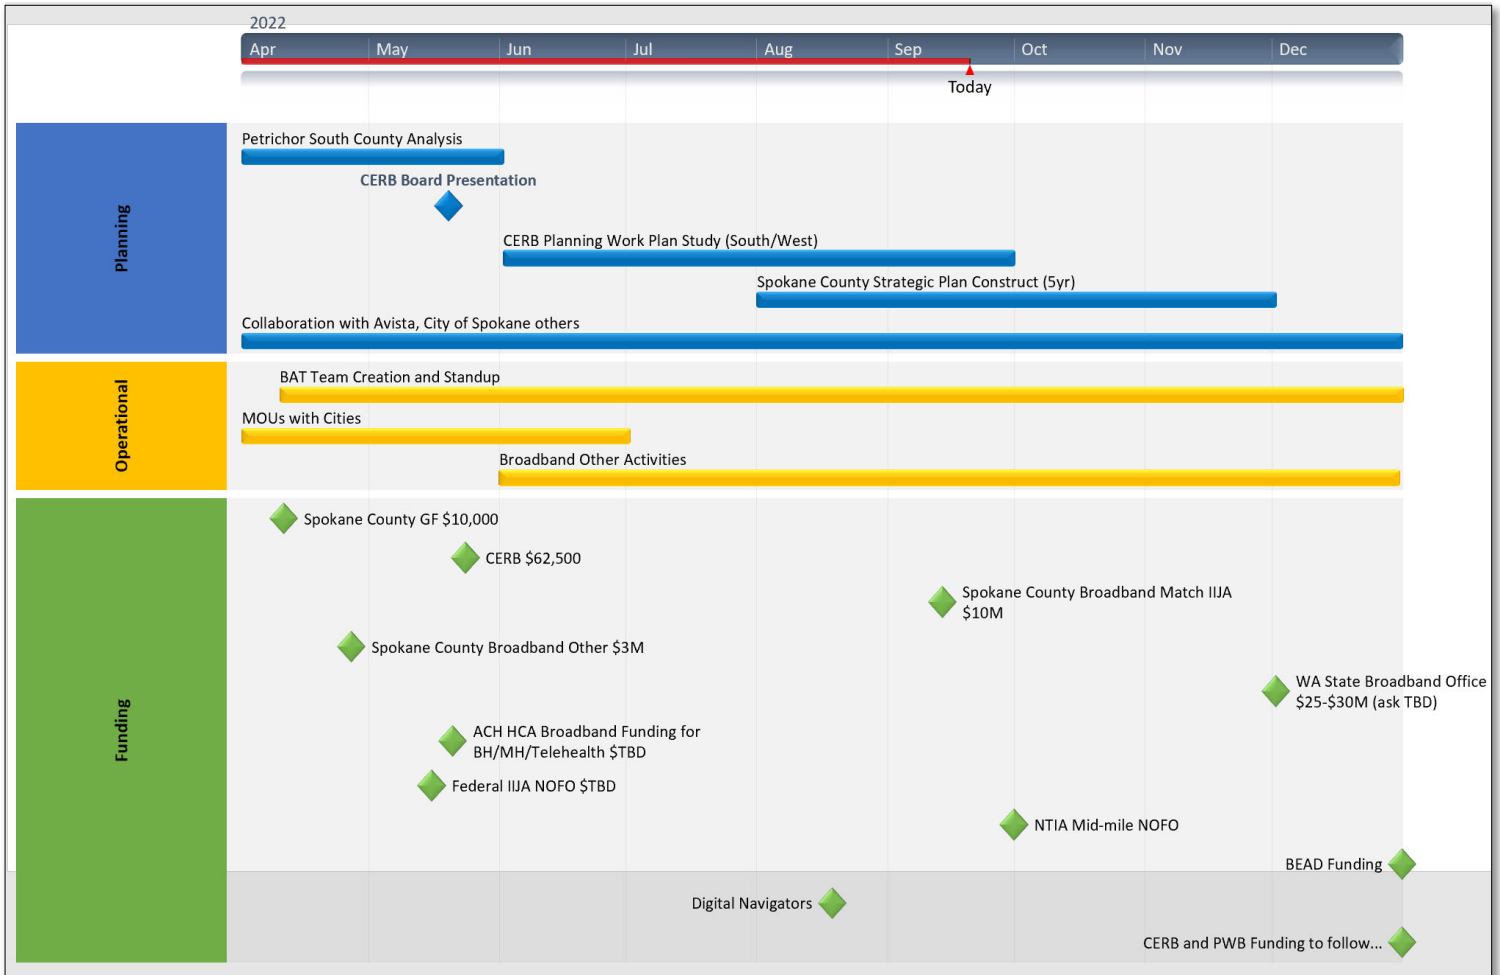 2022
Apr
May
Jun
Jul
Aug
Sep
Oct
Nov
Dec
Today
Planning
Petrichor South County Analysis
CERB Board Presentation
CERB Planning Work Plan Study (South/West)
Spokane County Strategic Plan Construct (5yr)
Collaboration with Avista, City of Spokane others
Operational
BAT Team Creation and Standup
MOUs with Cities
Broadband Other Activities
Funding
Spokane County GF $10,000
CERB $62,500
Spokane County Broadband Match IIJA
$10M
Spokane County Broadband Other $3M
WA State Broadband Office
$25-$30M (ask TBD)
ACH HCA Broadband Funding for
BH/MH/Telehealth $TBD
Federal IIJA NOFO $TBD
NTIA Mid-mile NOFO
BEAD Funding
Digital Navigators
CERB and PWB Funding to follow...